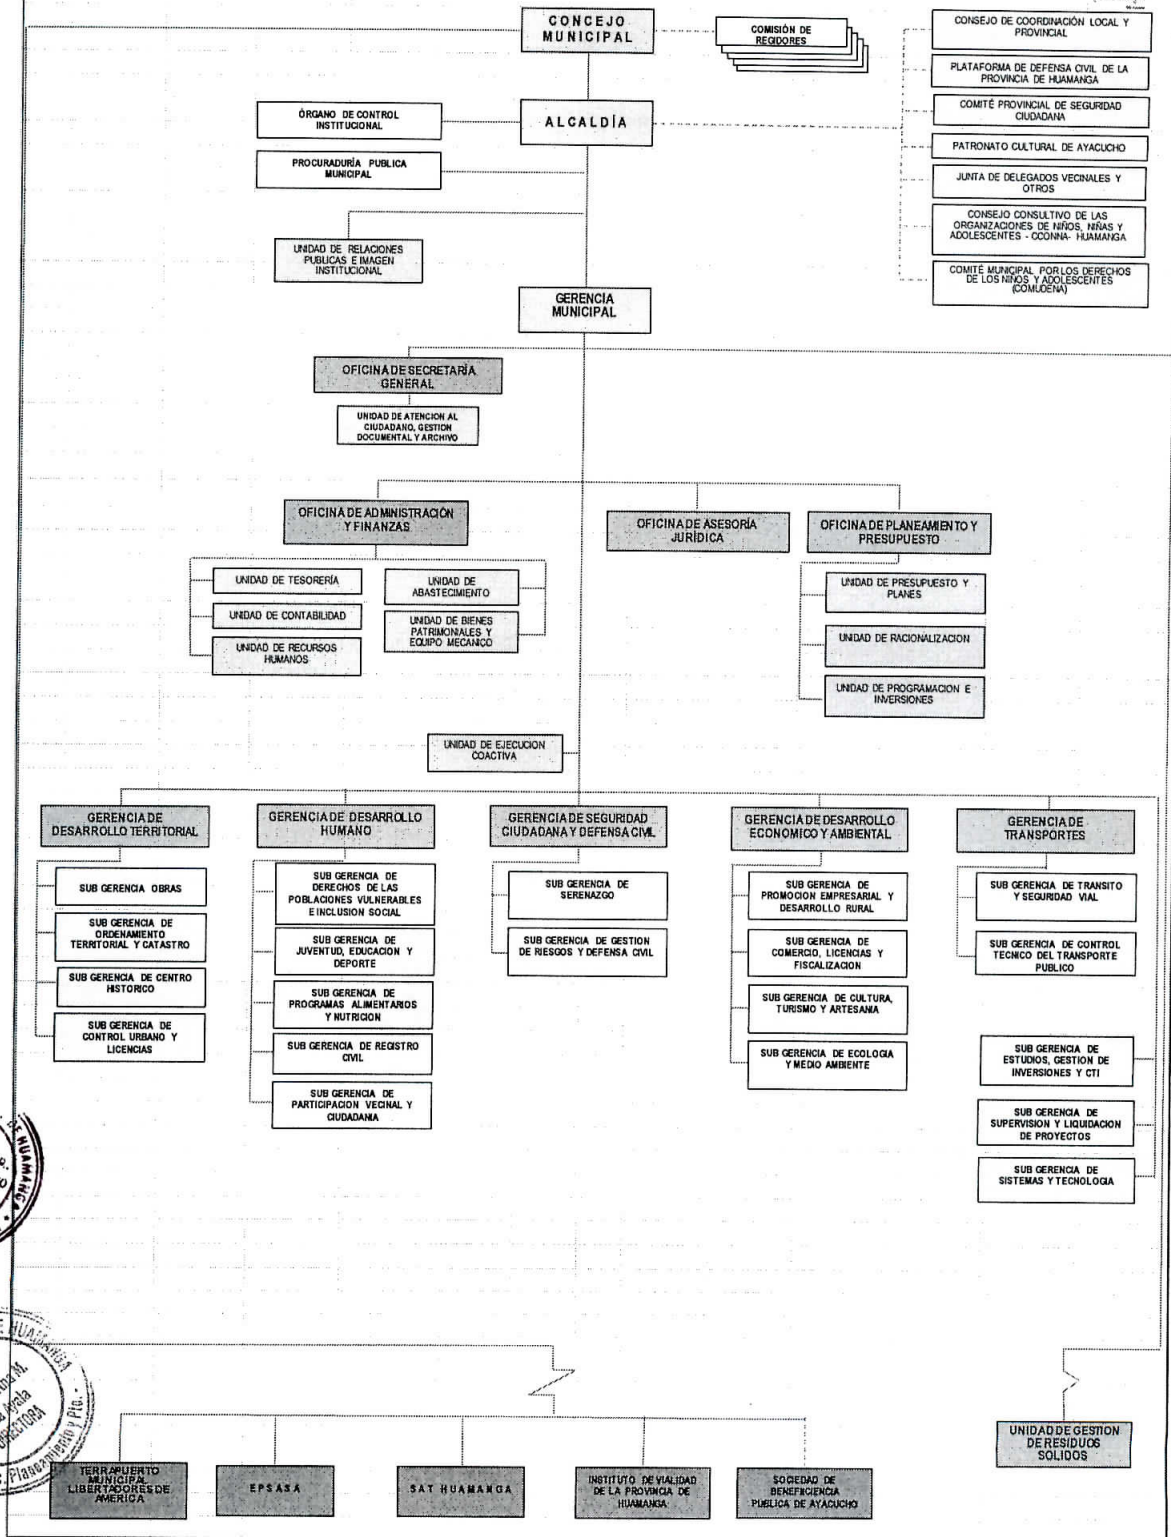 CONCEJO
MUNICIPAL
COMISIÓN DE
REGIDORES
CONSEJO DE COORDINACIÓN LOCAL Y
PROVINCIAL
PLATAFORMA DE DEFENSA CIVIL DE LA
PROVINCIA DE HUAMANGA
COMITÉ PROVINCIAL DE SEGURIDAD
CIUDADANA
PATRONATO CULTURAL DE AYACUCHO
JUNTA DE DELEGADOS VECINALES Y
OTROS
CONSEJO CONSULTIVO DE LAS
ORGANIZACIONES DE NIÑOS, NIÑAS Y
ADOLESCENTES - CCONNA- HUAMANGA
COMITÉ MUNICIPAL POR LOS DERECHOS
DE LOS NIÑOS Y ADOLESCENTES
(COMUDENA)
ÓRGANO DE CONTROL
INSTITUCIONAL
ALCALDÍA
PROCURADURÍA PUBLICA
MUNICIPAL
UNIDAD DE RELACIONES
PUBLICAS E IMAGEN
INSTITUCIONAL
GERENCIA
MUNICIPAL
OFICINA DE SECRETARÍA
GENERAL
UNIDAD DE ATENCION AL
CIUDADANO, GESTION
DOCUMENTAL Y ARCHIVO
OFICINA DE ADMINISTRACIÓN
Y FINANZAS
OFICINA DE ASESORÍA
JURÍDICA
OFICINA DE PLANEAMIENTO Y
PRESUPUESTO
UNIDAD DE TESORERÍA
UNIDAD DE CONTABILIDAD
UNIDAD DE RECURSOS
HUMANOS
UNIDAD DE
ABASTECIMIENTO
UNIDAD DE BIENES
PATRIMONIALES Y
EQUIPO MECANICO
UNIDAD DE PRESUPUESTO Y
PLANES
UNIDAD DE RACIONALIZACION
UNIDAD DE PROGRAMACION E
INVERSIONES
UNIDAD DE EJECUCION
COACTIVA
GERENCIA DE
DESARROLLO TERRITORIAL
SUB GERENCIA OBRAS
SUB GERENCIA DE
ORDENAMIENTO
TERRITORIAL Y CATASTRO
SUB GERENCIA DE CENTRO
HISTORICO
SUB GERENCIA DE
CONTROL URBANO Y
LICENCIAS
GERENCIA DE DESARROLLO
HUMANO
SUB GERENCIA DE
DERECHOS DE LAS
POBLACIONES VULNERABLES
E INCLUSION SOCIAL
SUB GERENCIA DE
JUVENTUD, EDUCACION Y
DEPORTE
SUB GERENCIA DE
PROGRAMAS ALIMENTARIOS
Y NUTRICION
SUB GERENCIA DE REGISTRO
CIVIL
SUB GERENCIA DE
PARTICIPACION VECINAL Y
CIUDADANIA
GERENCIA DE SEGURIDAD
CIUDADANA Y DEFENSA CIVIL
SUB GERENCIA DE
SERENAZGO
SUB GERENCIA DE GESTION
DE RIESGOS Y DEFENSA CIVIL
GERENCIA DE DESARROLLO
ECONOMICO Y AMBIENTAL
SUB GERENCIA DE
PROMOCION EMPRESARIAL Y
DESARROLLO RURAL
SUB GERENCIA DE
COMERCIO, LICENCIAS Y
FISCALIZACION
SUB GERENCIA DE CULTURA,
TURISMO Y ARTESANIA
SUB GERENCIA DE ECOLOGIA
Y MEDIO AMBIENTE
GERENCIA DE
TRANSPORTES
SUB GERENCIA DE TRANSITO
Y SEGURIDAD VIAL
SUB GERENCIA DE CONTROL
TECNICO DEL TRANSPORTE
PUBLICO
SUB GERENCIA DE
ESTUDIOS, GESTION DE
INVERSIONES Y CTI
SUB GERENCIA DE
SUPERVISION Y LIQUIDACION
DE PROYECTOS
SUB GERENCIA DE
SISTEMAS Y TECNOLOGIA
DE HUAMANGA
HUAMANGA
M.
Ayala
DIRECTORA
Planeamiento y Pto.
TERRAPUERTO
MUNICIPAL
LIBERTADORES DE
AMERICA
EPSASA
SAT HUAMANGA
INSTITUTO DE VIALIDAD
DE LA PROVINCIA DE
HUAMANGA
SOCIEDAD DE
BENEFICIENCIA
PUBLICA DE AYACUCHO
UNIDAD DE GESTION
DE RESIDUOS
SOLIDOS